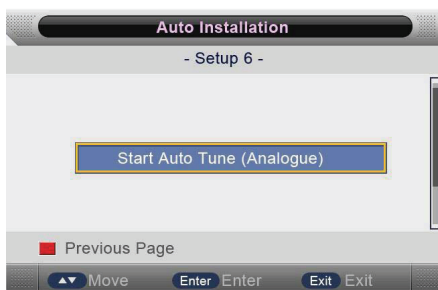 Auto Installation
- Setup 6 -
Start Auto Tune (Analogue)
Previous Page
▲▼ Move Enter Enter Exit Exit